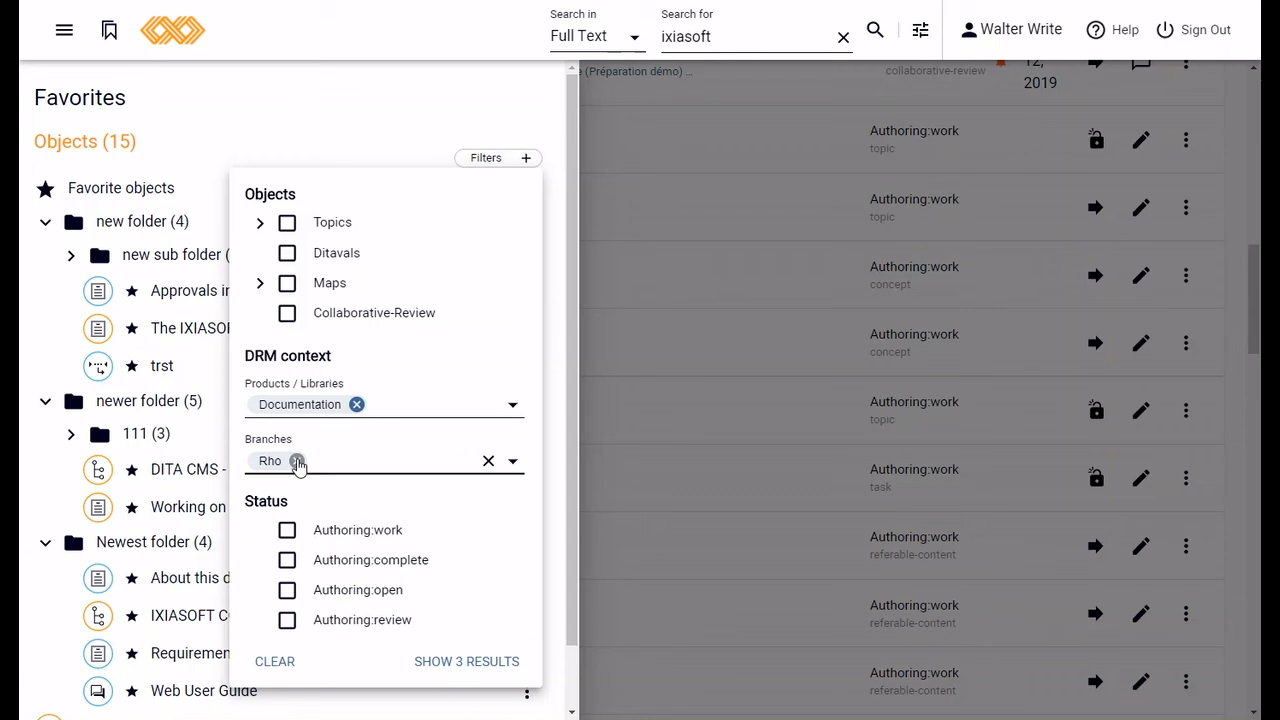 Search in
Full Text
Search for
ixiasoft
Walter Write
Help
Sign Out
Favorites
Objects (15)
Filters +
Favorite objects
new folder (4)
new sub folder (
Approvals in
The IXIASOF
trst
newer folder (5)
111 (3)
DITA CMS -
Working on
Newest folder (4)
About this d
IXIASOFT C
Requiremen
Web User Guide
Objects
Topics
Ditavals
Maps
Collaborative-Review
DRM context
Products / Libraries
Documentation
Branches
Rho
Status
Authoring:work
Authoring:complete
Authoring:open
Authoring:review
CLEAR
SHOW 3 RESULTS
e (Préparation démo) ...
collaborative-review
12,
2019
Authoring:work
topic
Authoring:work
topic
Authoring:work
concept
Authoring:work
concept
Authoring:work
topic
Authoring:work
task
Authoring:work
referable-content
Authoring:work
referable-content
Authoring:work
referable-content